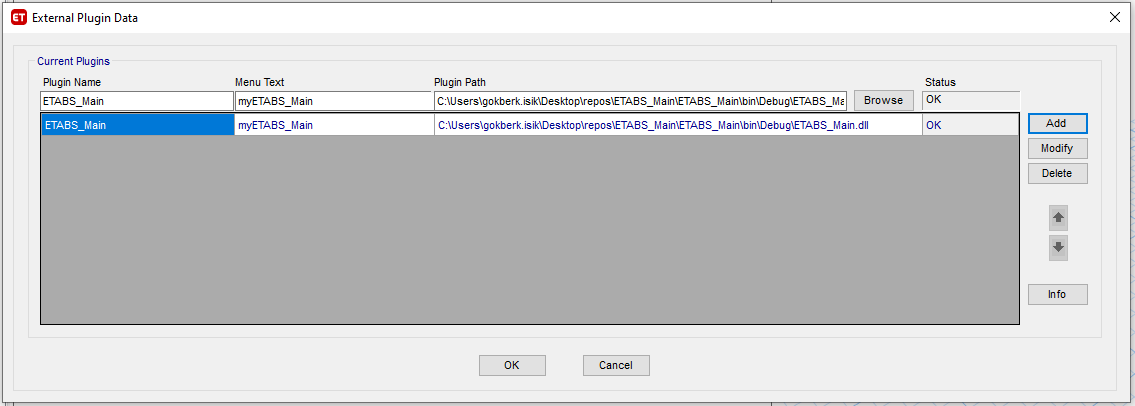 ET External Plugin Data
Current Plugins
Plugin Name Menu Text Plugin Path Status
ETABS_Main myETABS_Main C:\Users\gokberk.isik\Desktop\repos\ETABS_Main\ETABS_Main\bin\Debug\ETABS_Ma Browse OK
ETABS_Main myETABS_Main C:\Users\gokberk.isik\Desktop\repos\ETABS_Main\ETABS_Main\bin\Debug\ETABS_Main.dll OK
Add
Modify
Delete
Info
OK Cancel